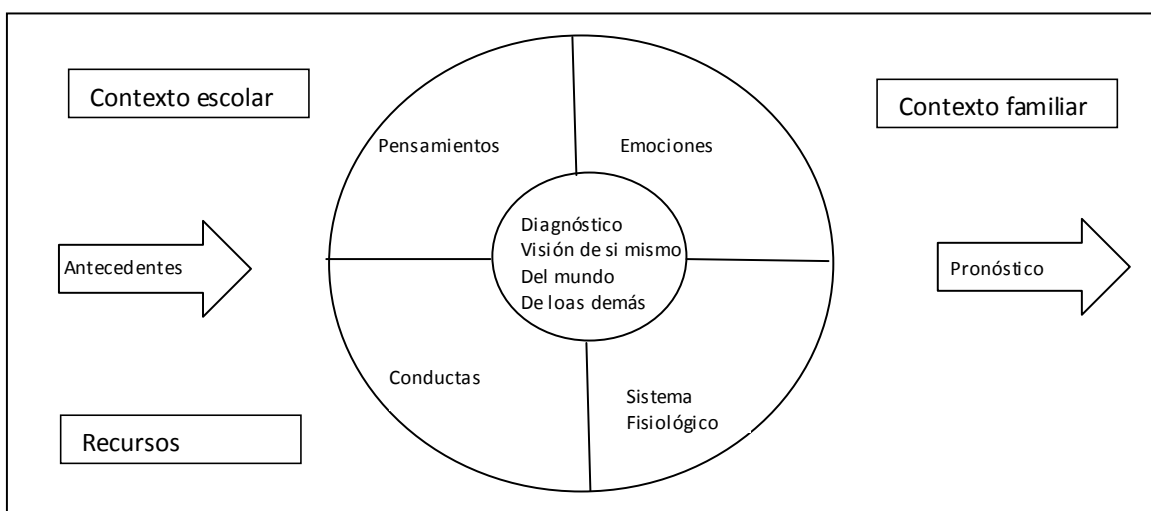 Contexto escolar
Contexto familiar
Pensamientos
Emociones
Diagnóstico
Visión de si mismo
Del mundo
De loas demás
Antecedentes
Pronóstico
Conductas
Sistema
Fisiológico
Recursos